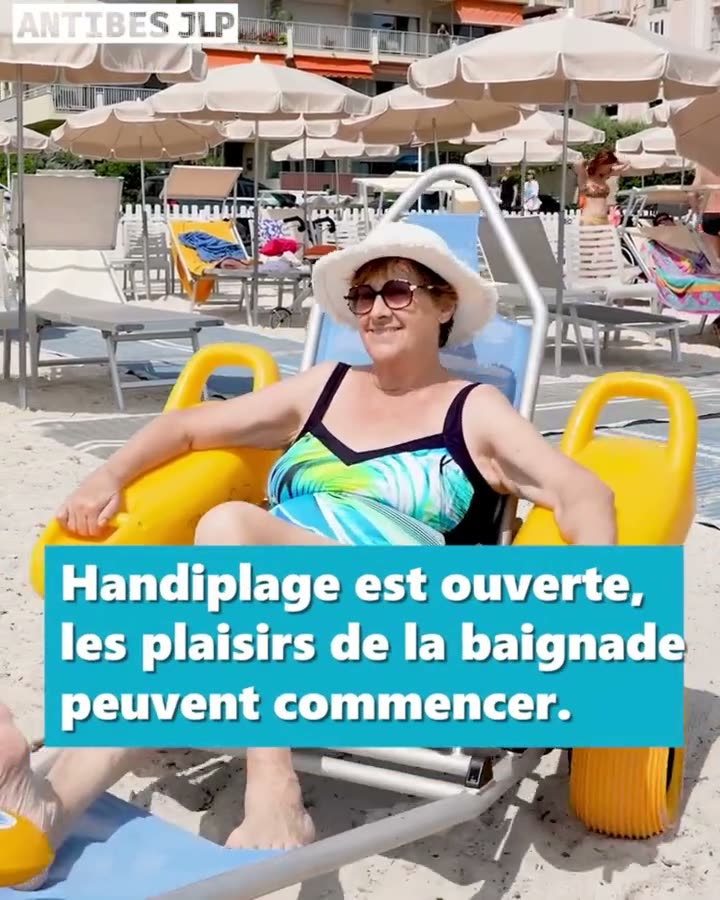 ANTIBES JLP
Handiplage est ouverte,
les plaisirs de la baignade
peuvent commencer.